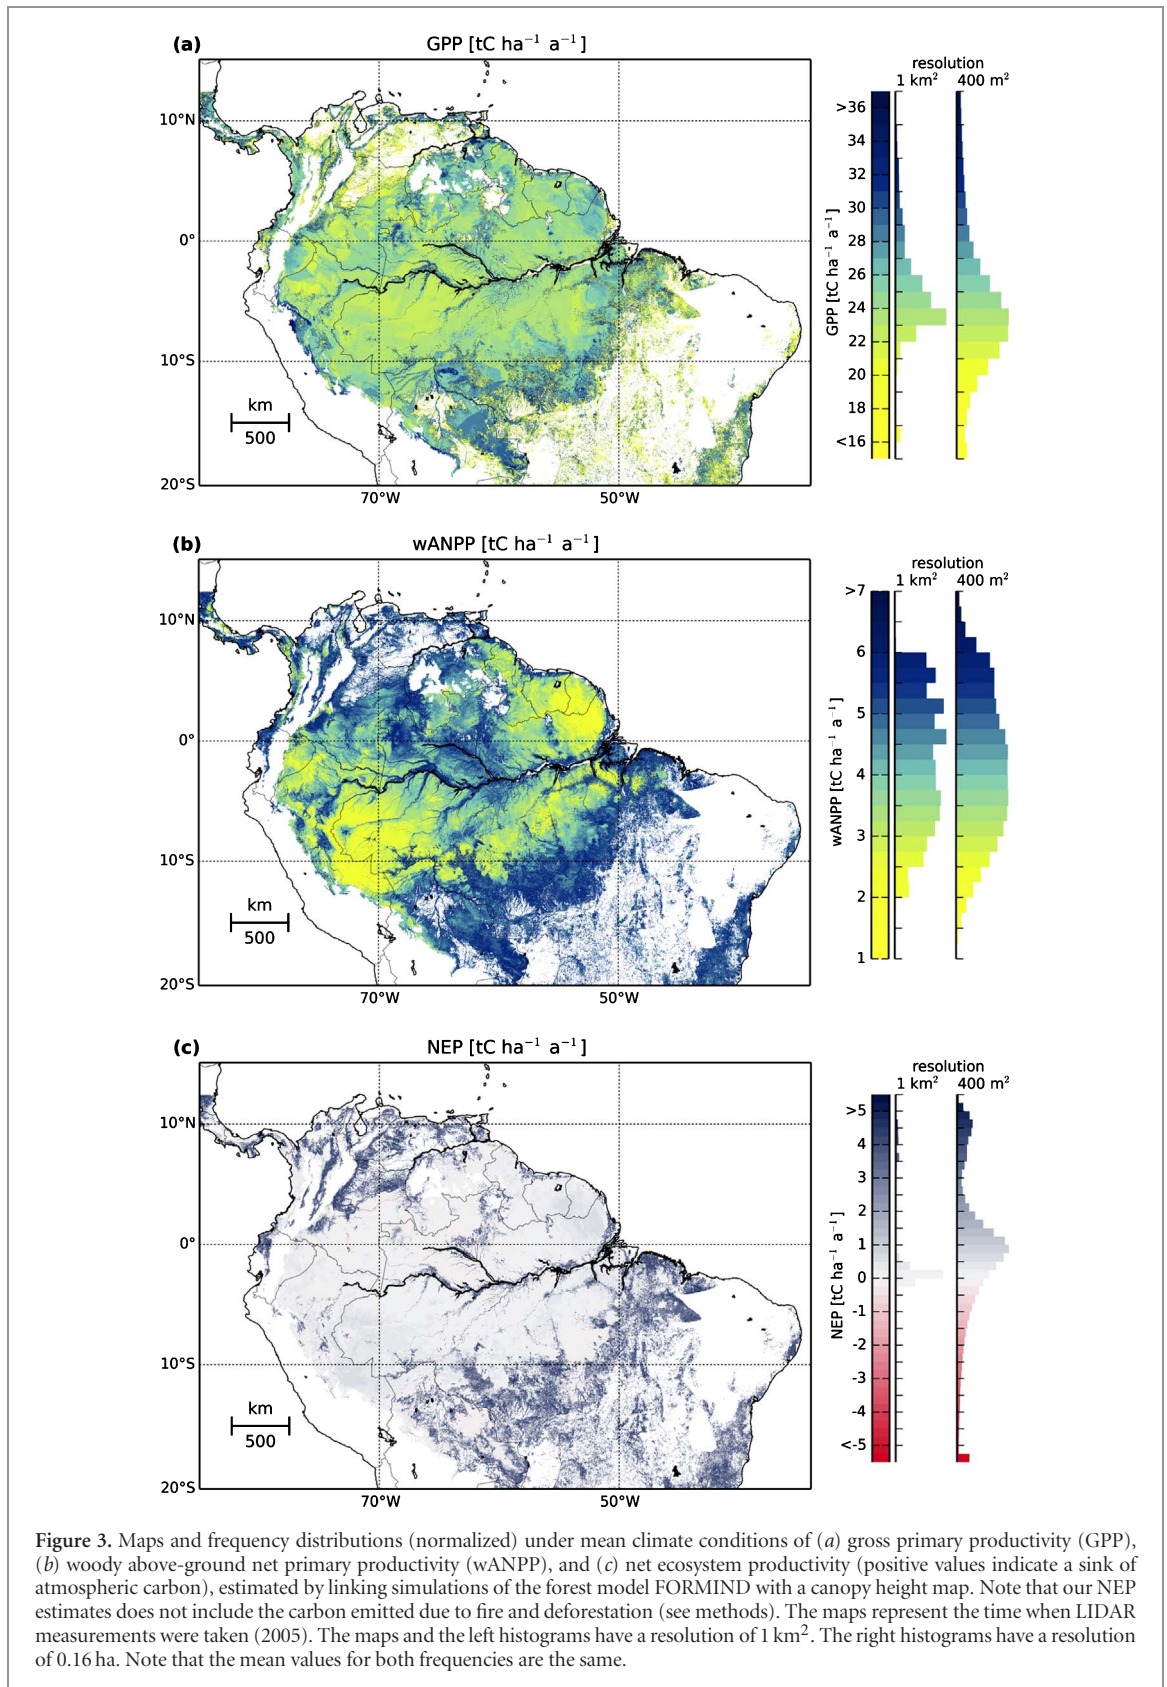 (a)
GPP [tC ha⁻¹ a⁻¹]
10°N
0°
10°S
20°S
70°W
50°W
km
500
resolution
1 km² 400 m²
>36
34
32
30
28
26
24
22
20
18
<16
GPP [tC ha⁻¹ a⁻¹]
(b)
wANPP [tC ha⁻¹ a⁻¹]
10°N
0°
10°S
20°S
70°W
50°W
km
500
resolution
1 km² 400 m²
>7
6
5
4
3
2
1
wANPP [tC ha⁻¹ a⁻¹]
(c)
NEP [tC ha⁻¹ a⁻¹]
10°N
0°
10°S
20°S
70°W
50°W
km
500
resolution
1 km² 400 m²
>5
4
3
2
1
0
-1
-2
-3
-4
<-5
NEP [tC ha⁻¹ a⁻¹]
Figure 3. Maps and frequency distributions (normalized) under mean climate conditions of (a) gross primary productivity (GPP),
(b) woody above-ground net primary productivity (wANPP), and (c) net ecosystem productivity (positive values indicate a sink of
atmospheric carbon), estimated by linking simulations of the forest model FORMIND with a canopy height map. Note that our NEP
estimates does not include the carbon emitted due to fire and deforestation (see methods). The maps represent the time when LIDAR
measurements were taken (2005). The maps and the left histograms have a resolution of 1 km². The right histograms have a resolution
of 0.16 ha. Note that the mean values for both frequencies are the same.